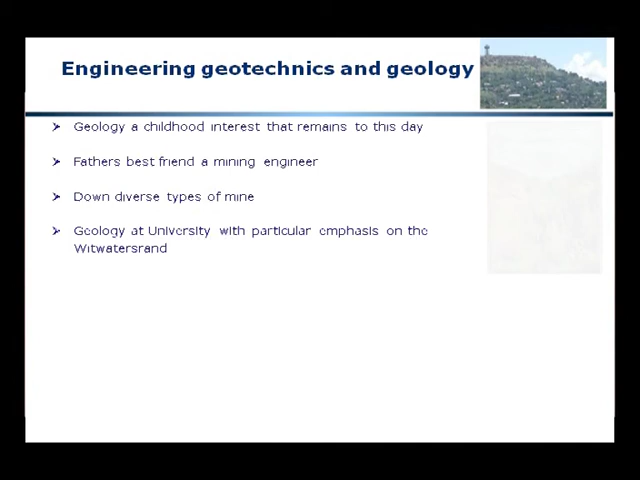 Engineering geotechnics and geology
Geology a childhood interest that remains to this day
Fathers best friend a mining engineer
Down diverse types of mine
Geology at University with particular emphasis on the
Witwatersrand